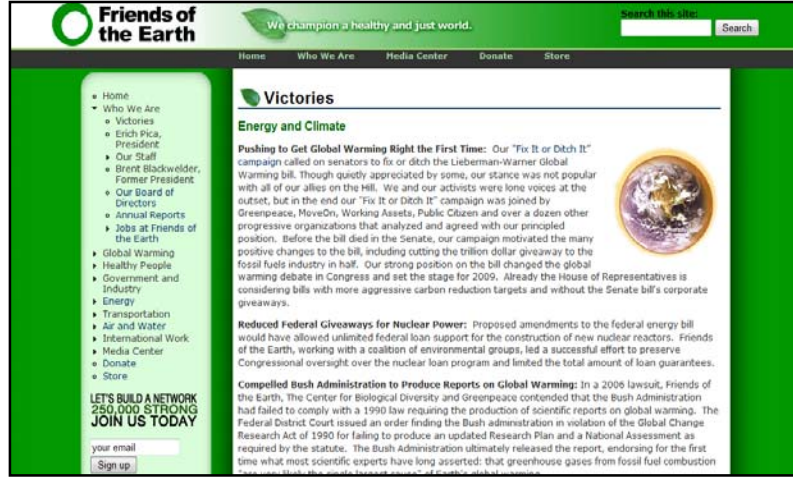 Friends of
the Earth
We champion a healthy and just world.
Search this site:
Search
Home Who We Are Media Center Donate Store
Home
Who We Are
Victories
Erich Pica,
President
Our Staff
Brent Blackwelder,
Former President
Our Board of
Directors
Annual Reports
Jobs at Friends of
the Earth
Global Warming
Healthy People
Government and
Industry
Energy
Transportation
Air and Water
International Work
Media Center
Donate
Store
LET'S BUILD A NETWORK
250,000 STRONG
JOIN US TODAY
your email
Sign up
Victories
Energy and Climate
Pushing to Get Global Warming Right the First Time: Our "Fix It or Ditch It"
campaign called on senators to fix or ditch the Lieberman-Warner Global
Warming bill. Though quietly appreciated by some, our stance was not popular
with all of our allies on the Hill. We and our activists were lone voices at the
outset, but in the end our "Fix It or Ditch It" campaign was joined by
Greenpeace, MoveOn, Working Assets, Public Citizen and over a dozen other
progressive organizations that analyzed and agreed with our principled
position. Before the bill died in the Senate, our campaign motivated the many
positive changes to the bill, including cutting the trillion dollar giveaway to the
fossil fuels industry in half. Our strong position on the bill changed the global
warming debate in Congress and set the stage for 2009. Already the House of Representatives is
considering bills with more aggressive carbon reduction targets and without the Senate bill's corporate
giveaways.
Reduced Federal Giveaways for Nuclear Power: Proposed amendments to the federal energy bill
would have allowed unlimited federal loan support for the construction of new nuclear reactors. Friends
of the Earth, working with a coalition of environmental groups, led a successful effort to preserve
Congressional oversight over the nuclear loan program and limited the total amount of loan guarantees.
Compelled Bush Administration to Produce Reports on Global Warming: In a 2006 lawsuit, Friends of
the Earth, The Center for Biological Diversity and Greenpeace contended that the Bush Administration
had failed to comply with a 1990 law requiring the production of scientific reports on global warming. The
Federal District Court issued an order finding the Bush administration in violation of the Global Change
Research Act of 1990 for failing to produce an updated Research Plan and a National Assessment as
required by the statute. The Bush Administration ultimately released the report, endorsing for the first
time what most scientific experts have long asserted: that greenhouse gases from fossil fuel combustion
"are very likely the single largest cause" of Earth's global warming.